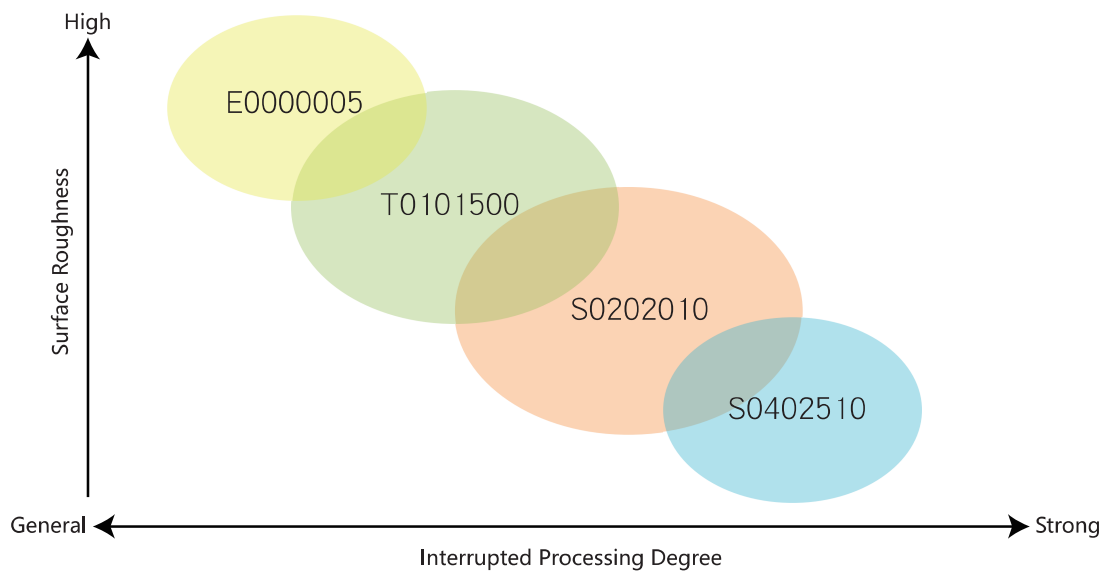 High
E0000005
T0101500
Surface Roughness
S0202010
S0402510
General
Strong
Interrupted Processing Degree